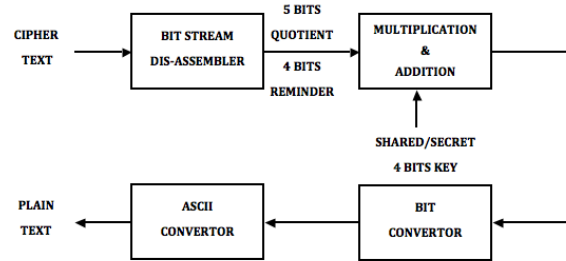 CIPHER
TEXT
BIT STREAM
DIS-ASSEMBLER
5 BITS
QUOTIENT
4 BITS
REMINDER
MULTIPLICATION
&
ADDITION
SHARED/SECRET
4 BITS KEY
PLAIN
TEXT
ASCII
CONVERTOR
BIT
CONVERTOR